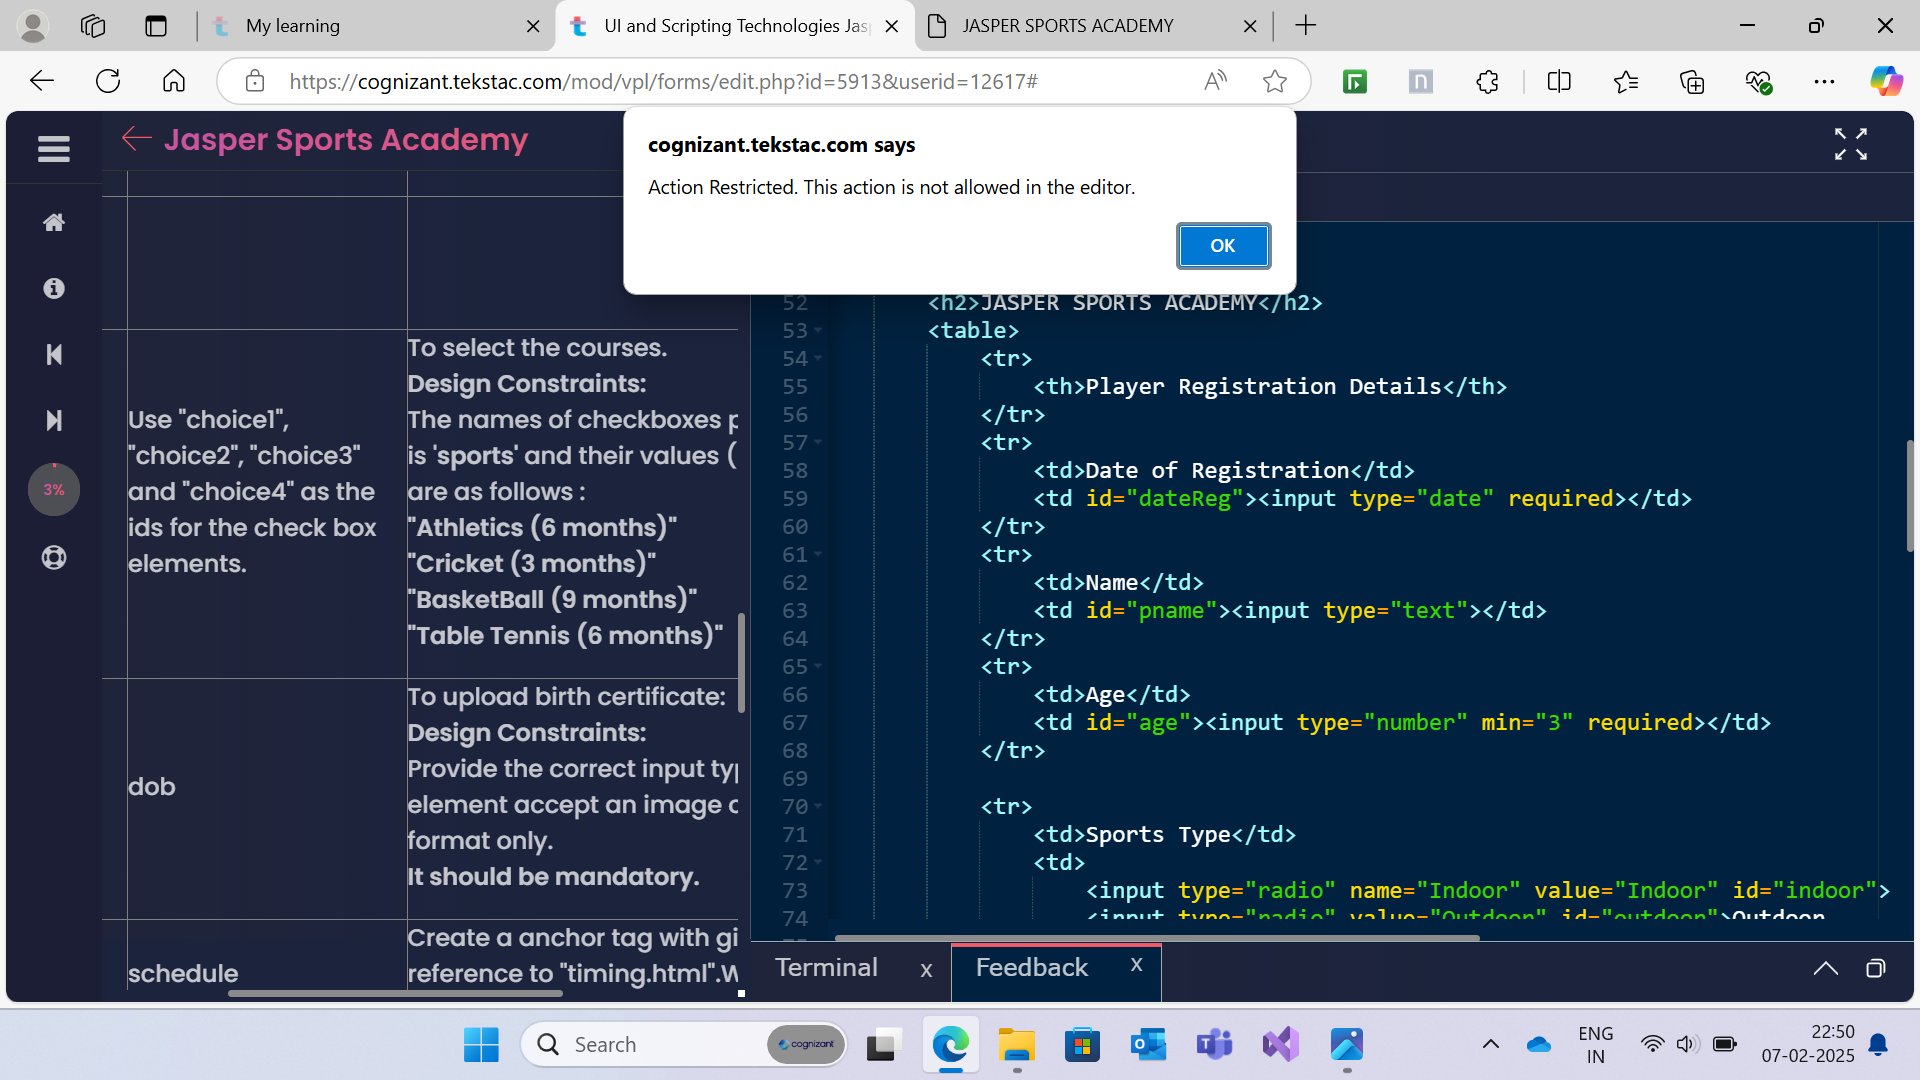 My learning
UI and Scripting Technologies Jasp
JASPER SPORTS ACADEMY
https://cognizant.tekstac.com/mod/vpl/forms/edit.php?id=5913&userid=12617#
Jasper Sports Academy
cognizant.tekstac.com says
Action Restricted. This action is not allowed in the editor.
OK
3%
Use "choice1",
"choice2", "choice3"
and "choice4" as the
ids for the check box
elements.
To select the courses.
Design Constraints:
The names of checkboxes p
is 'sports' and their values (
are as follows :
"Athletics (6 months)"
"Cricket (3 months)"
"BasketBall (9 months)"
"Table Tennis (6 months)"
dob
To upload birth certificate:
Design Constraints:
Provide the correct input typ
element accept an image o
format only.
It should be mandatory.
schedule
Create a anchor tag with gi
reference to "timing.html".W
52 <h2>JASPER SPORTS ACADEMY</h2>
53 <table>
54 <tr>
55 <th>Player Registration Details</th>
56 </tr>
57 <tr>
58 <td>Date of Registration</td>
59 <td id="dateReg"><input type="date" required></td>
60 </tr>
61 <tr>
62 <td>Name</td>
63 <td id="pname"><input type="text"></td>
64 </tr>
65 <tr>
66 <td>Age</td>
67 <td id="age"><input type="number" min="3" required></td>
68 </tr>
69
70 <tr>
71 <td>Sports Type</td>
72 <td>
73 <input type="radio" name="Indoor" value="Indoor" id="indoor">
74 <input type="radio" value="Outdoor" id="outdoor">Outdoor
Terminal x
Feedback x
Search
cognizant
ENG
IN
22:50
07-02-2025